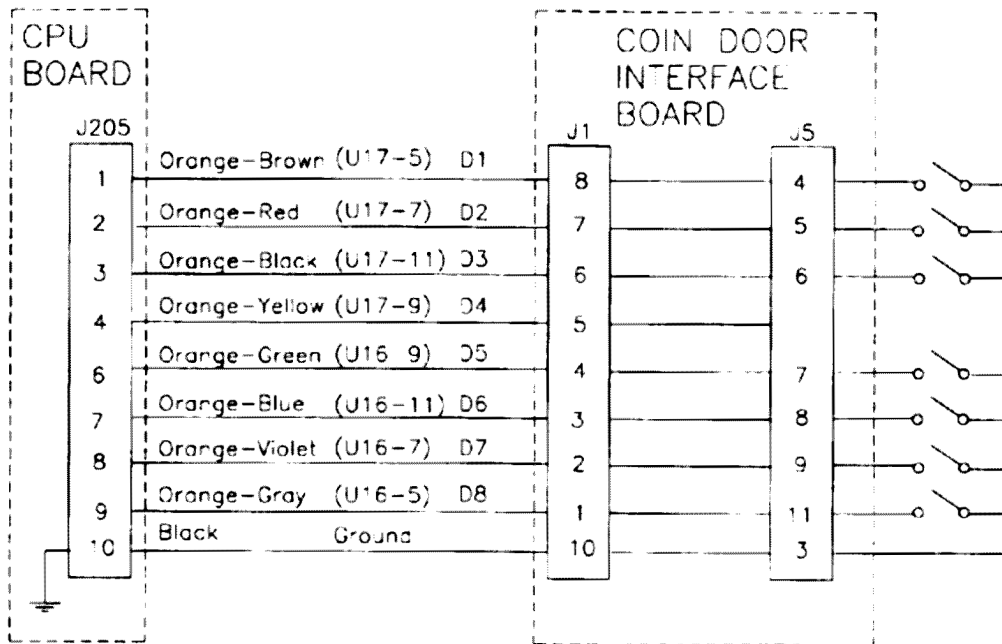 CPU
BOARD
COIN DOOR
INTERFACE
BOARD
J205
J1
J5
1 Orange-Brown (U17-5) D1 8 4
2 Orange-Red (U17-7) D2 7 5
3 Orange-Black (U17-11) D3 6 6
4 Orange-Yellow (U17-9) D4 5
6 Orange-Green (U16 9) D5 4 7
7 Orange-Blue (U16-11) D6 3 8
8 Orange-Violet (U16-7) D7 2 9
9 Orange-Gray (U16-5) D8 1 11
10 Black Ground 10 3